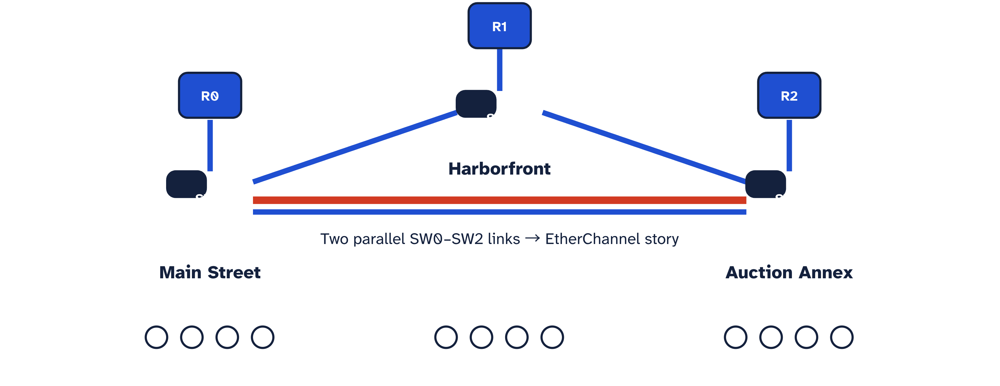 R1
R0
R2
Harborfront
Two parallel SW0–SW2 links → EtherChannel story
Main Street
Auction Annex